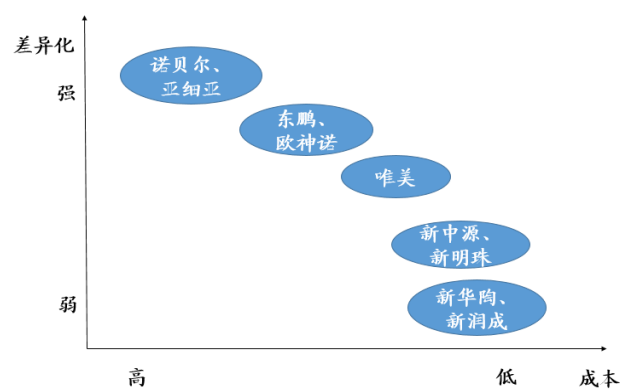 差异化
强
诺贝尔、
亚细亚
东鹏、
欧神诺
唯美
新中源、
新明珠
新华陶、
新润成
弱
高
低
成本